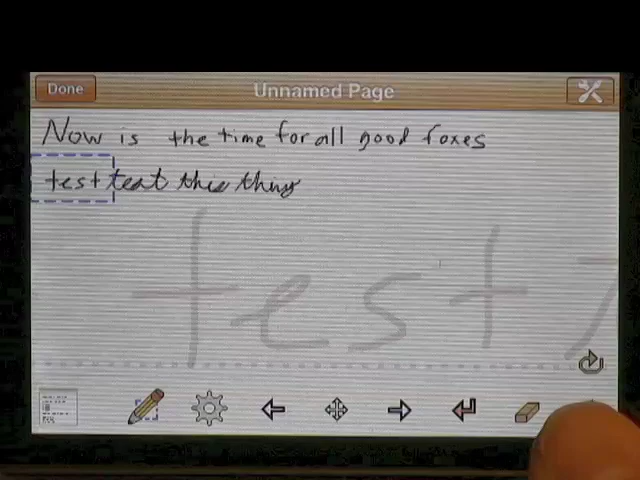 Done Unnamed Page
Now is the time for all good foxes
test test this thing
test